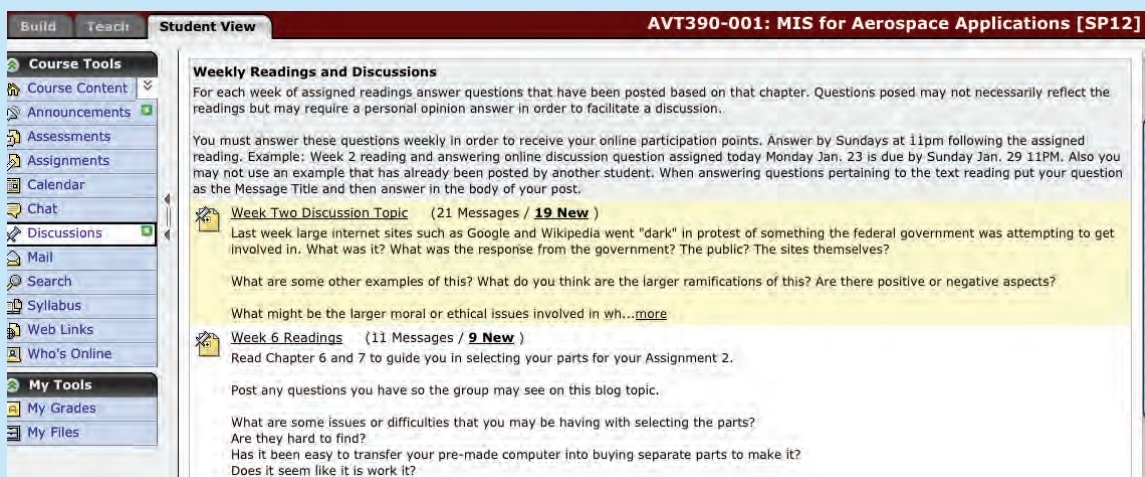 Build Teach Student View AVT390-001: MIS for Aerospace Applications [SP12]
Course Tools
Course Content
Announcements
Assessments
Assignments
Calendar
Chat
Discussions
Mail
Search
Syllabus
Web Links
Who's Online
My Tools
My Grades
My Files
Weekly Readings and Discussions
For each week of assigned readings answer questions that have been posted based on that chapter. Questions posed may not necessarily reflect the
readings but may require a personal opinion answer in order to facilitate a discussion.
You must answer these questions weekly in order to receive your online participation points. Answer by Sundays at 11pm following the assigned
reading. Example: Week 2 reading and answering online discussion question assigned today Monday Jan. 23 is due by Sunday Jan. 29 11PM. Also you
may not use an example that has already been posted by another student. When answering questions pertaining to the text reading put your question
as the Message Title and then answer in the body of your post.
Week Two Discussion Topic (21 Messages / 19 New )
Last week large internet sites such as Google and Wikipedia went "dark" in protest of something the federal government was attempting to get
involved in. What was it? What was the response from the government? The public? The sites themselves?
What are some other examples of this? What do you think are the larger ramifications of this? Are there positive or negative aspects?
What might be the larger moral or ethical issues involved in wh...more
Week 6 Readings (11 Messages / 9 New )
Read Chapter 6 and 7 to guide you in selecting your parts for your Assignment 2.
Post any questions you have so the group may see on this blog topic.
What are some issues or difficulties that you may be having with selecting the parts?
Are they hard to find?
Has it been easy to transfer your pre-made computer into buying separate parts to make it?
Does it seem like it is work it?